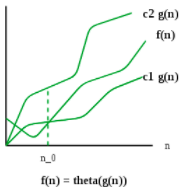 c2 g(n)
f(n)
c1 g(n)
n
n_0
f(n) = theta(g(n))